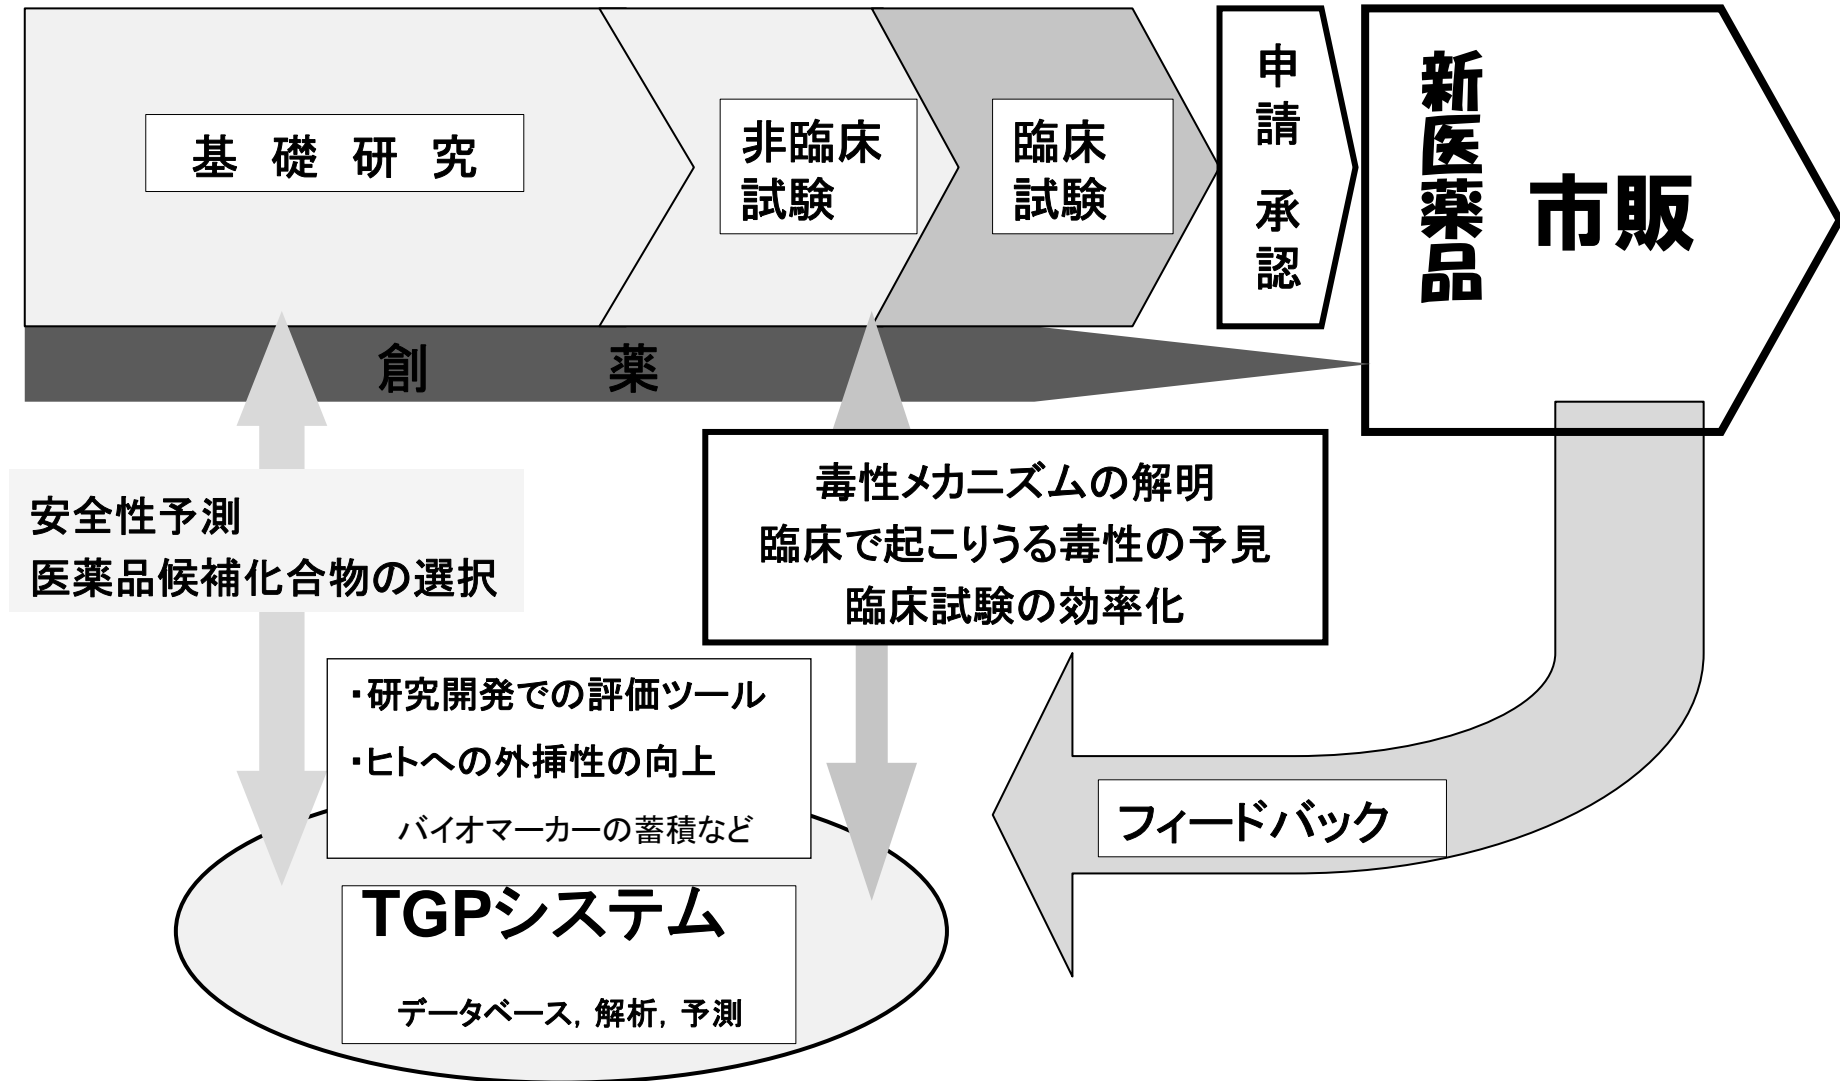 基 礎 研 究
非臨床
試験
臨床
試験
申請 承認
新医薬品
市販
創 薬
安全性予測
医薬品候補化合物の選択
毒性メカニズムの解明
臨床で起こりうる毒性の予見
臨床試験の効率化
・研究開発での評価ツール
・ヒトへの外挿性の向上
バイオマーカーの蓄積など
フィードバック
TGPシステム
データベース, 解析, 予測